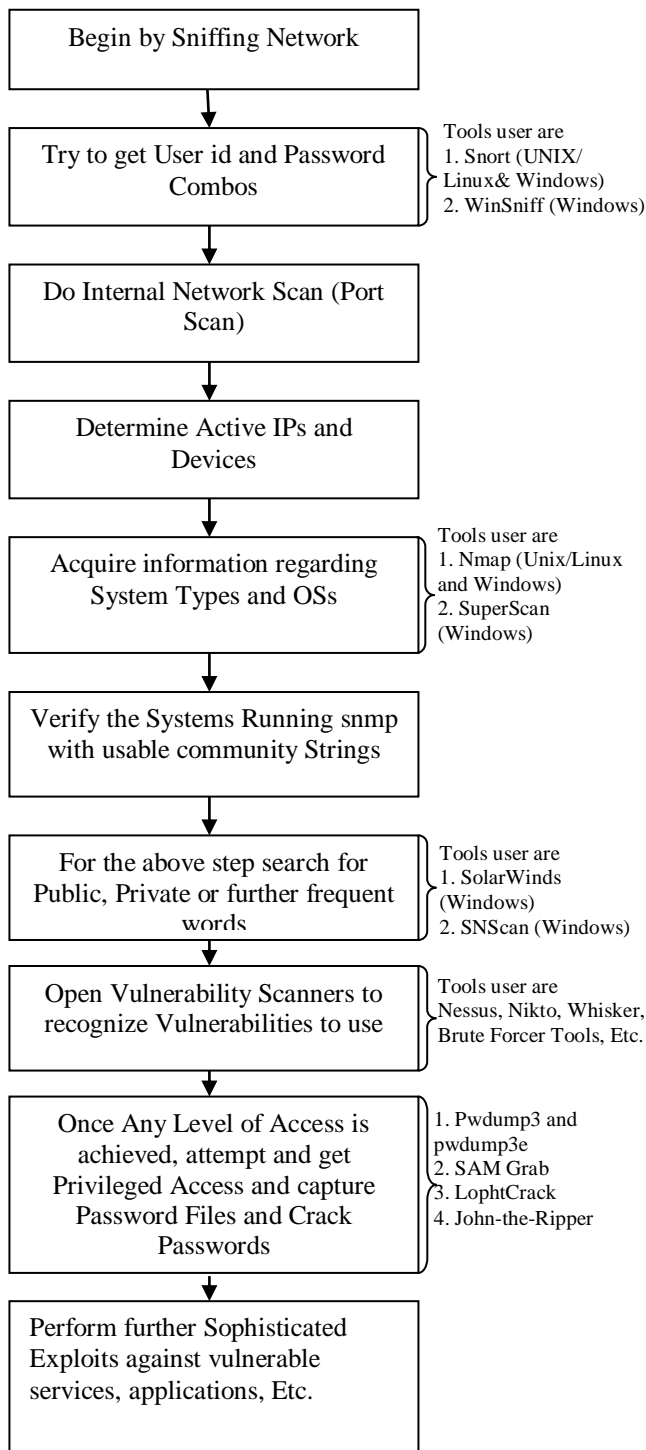 Begin by Sniffing Network
Try to get User id and Password
Combos
Tools user are
1. Snort (UNIX/
Linux& Windows)
2. WinSniff (Windows)
Do Internal Network Scan (Port
Scan)
Determine Active IPs and
Devices
Acquire information regarding
System Types and OSs
Tools user are
1. Nmap (Unix/Linux
and Windows)
2. SuperScan
(Windows)
Verify the Systems Running snmp
with usable community Strings
For the above step search for
Public, Private or further frequent
words
Tools user are
1. SolarWinds
(Windows)
2. SNScan (Windows)
Open Vulnerability Scanners to
recognize Vulnerabilities to use
Tools user are
Nessus, Nikto, Whisker,
Brute Forcer Tools, Etc.
Once Any Level of Access is
achieved, attempt and get
Privileged Access and capture
Password Files and Crack
Passwords
1. Pwdump3 and
pwdump3e
2. SAM Grab
3. LophtCrack
4. John-the-Ripper
Perform further Sophisticated
Exploits against vulnerable
services, applications, Etc.